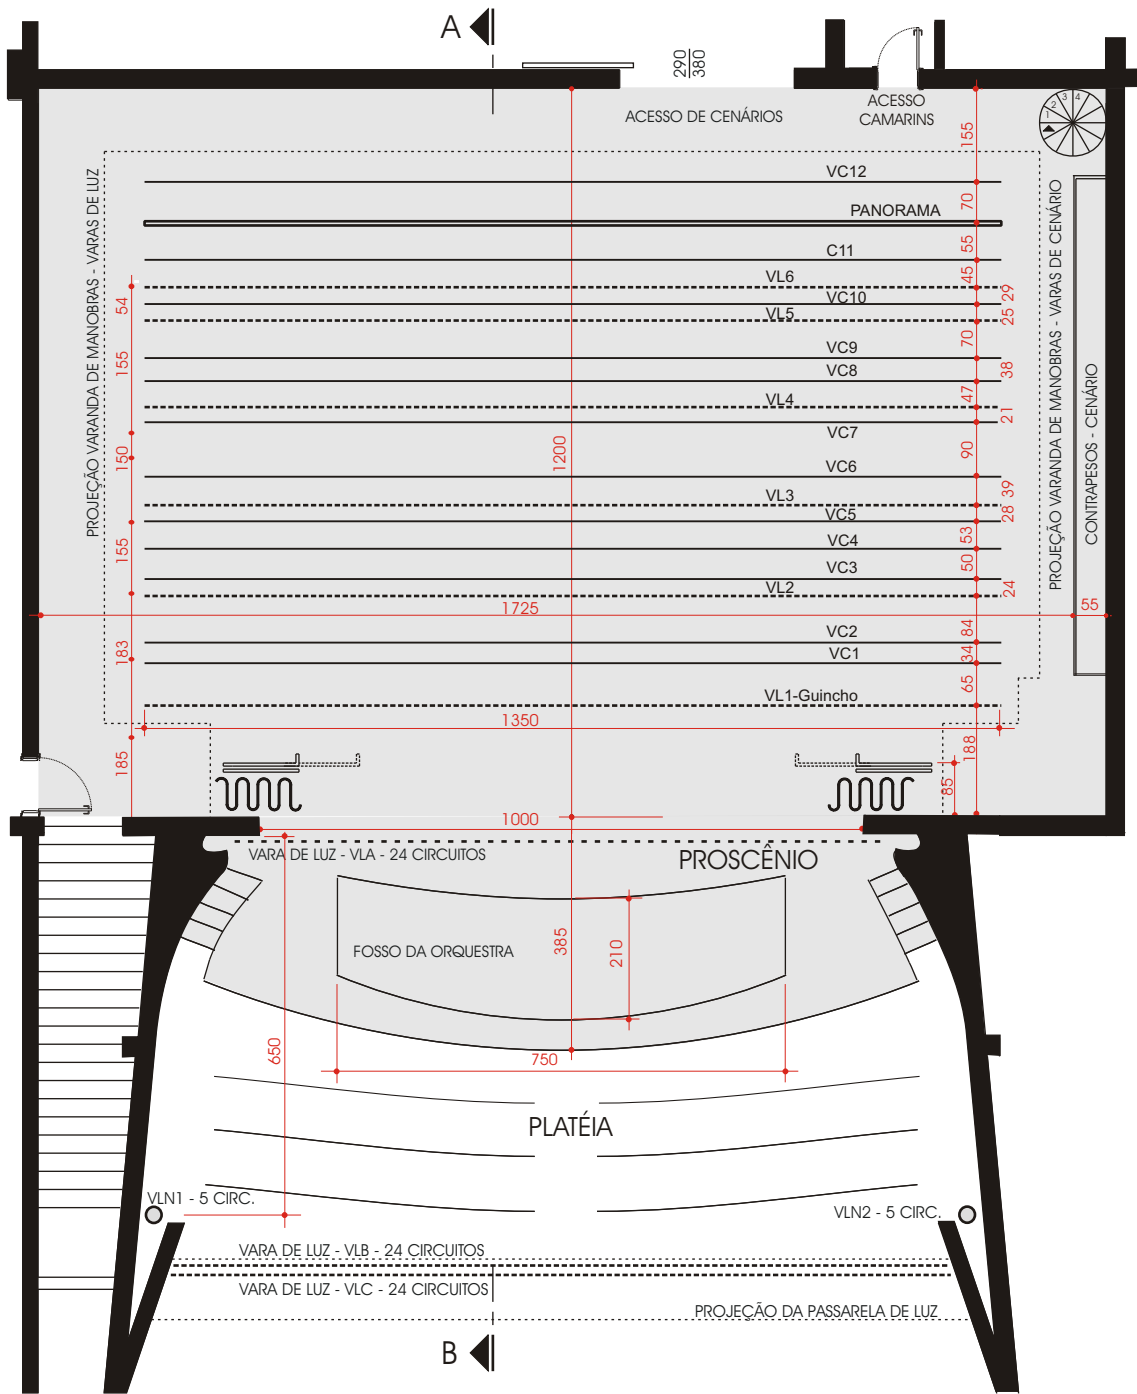 A
290
380
ACESSO DE CENÁRIOS
ACESSO
CAMARINS
1
2
3
4
155
VC12
70
PANORAMA
55
C11
45
VL6
29
VC10
25
VL5
70
VC9
38
VC8
47
VL4
21
VC7
90
VC6
39
VL3
28
VC5
53
VC4
50
VC3
24
VL2
84
VC2
34
VC1
65
VL1-Guincho
188
85
PROJEÇÃO VARANDA DE MANOBRAS - VARAS DE LUZ
PROJEÇÃO VARANDA DE MANOBRAS - VARAS DE CENÁRIO
CONTRAPESOS - CENÁRIO
54
155
150
155
183
185
1200
1725
55
1350
1000
VARA DE LUZ - VLA - 24 CIRCUITOS
PROSCÊNIO
FOSSO DA ORQUESTRA
385
210
650
750
PLATÉIA
VLN1 - 5 CIRC.
VLN2 - 5 CIRC.
VARA DE LUZ - VLB - 24 CIRCUITOS
VARA DE LUZ - VLC - 24 CIRCUITOS
PROJEÇÃO DA PASSARELA DE LUZ
B